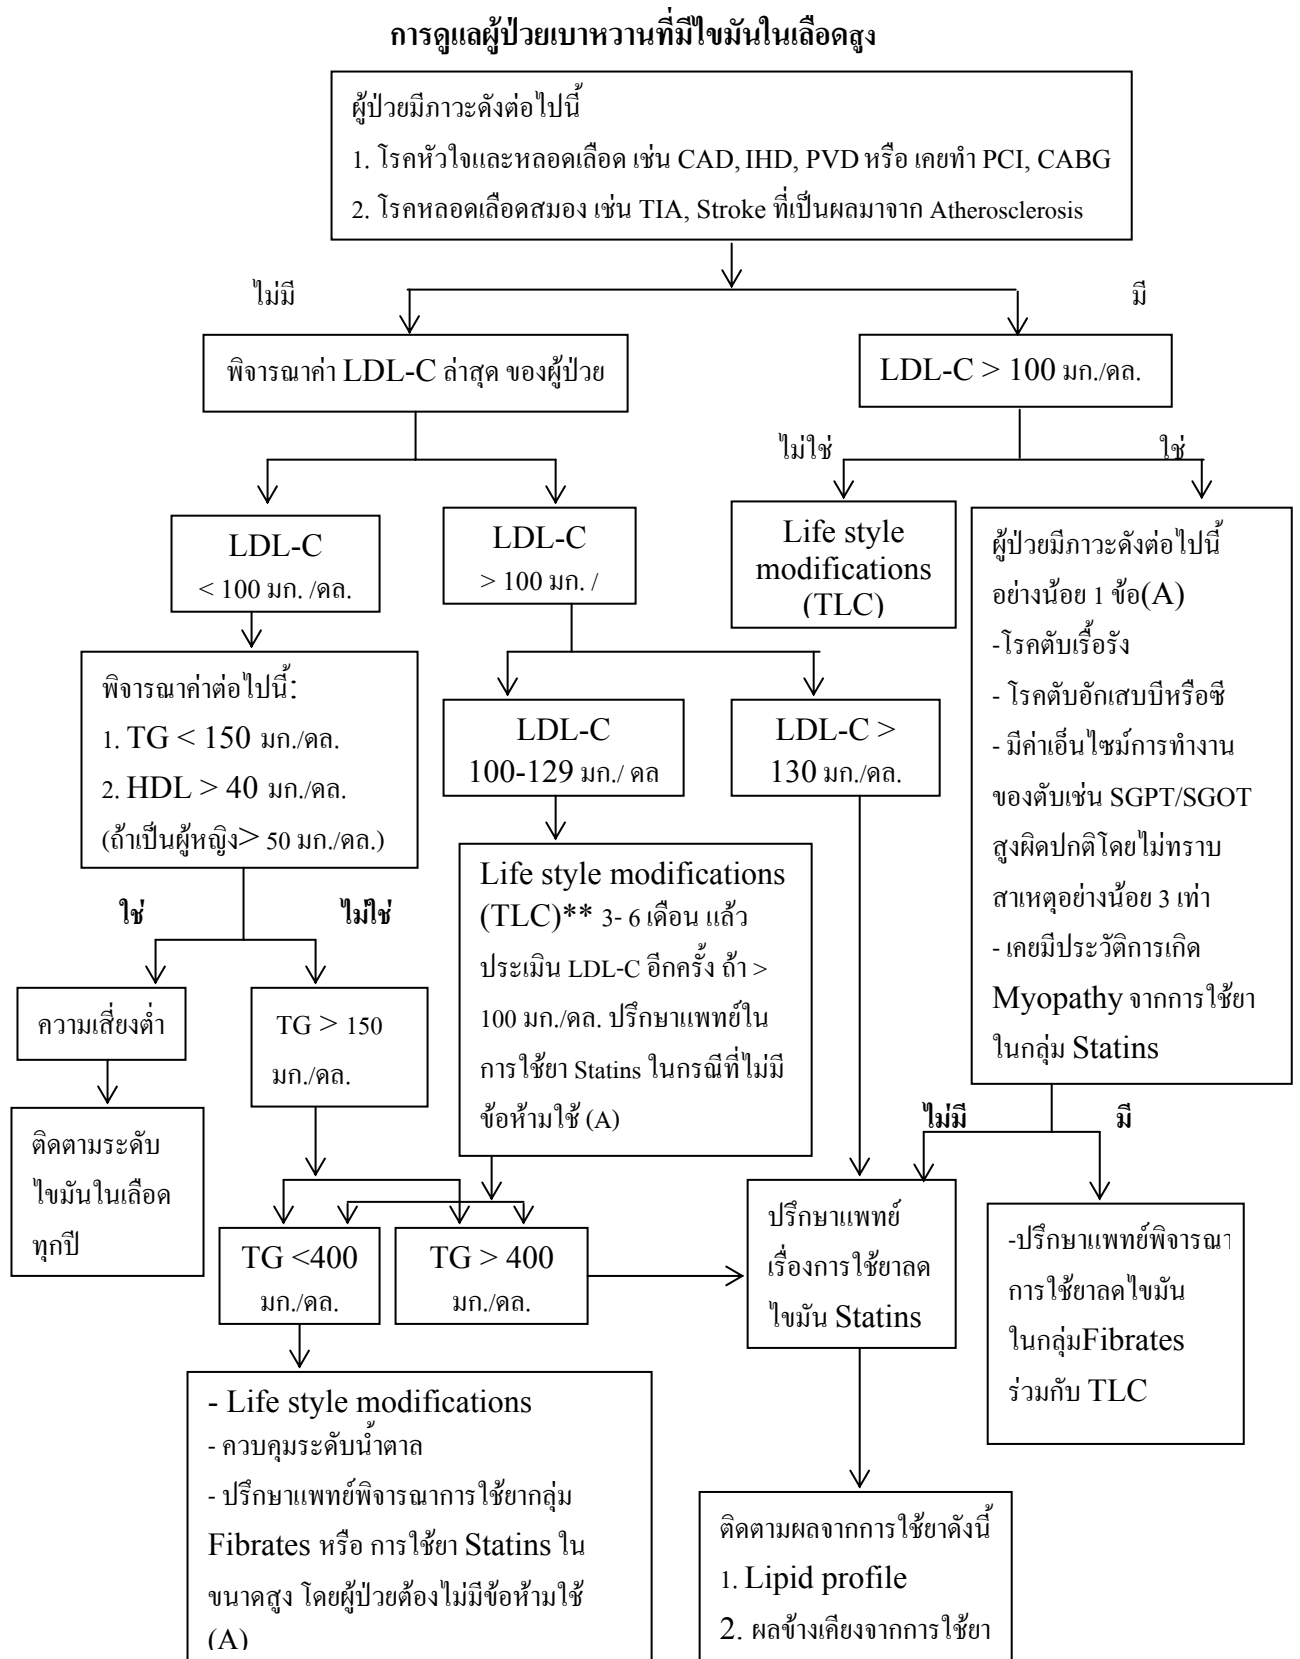 การดูแลผู้ป่วยเบาหวานที่มีไขมันในเลือดสูง
ผู้ป่วยมีภาวะดังต่อไปนี้
1. โรคหัวใจและหลอดเลือด เช่น CAD, IHD, PVD หรือ เคยทำ PCI, CABG
2. โรคหลอดเลือดสมอง เช่น TIA, Stroke ที่เป็นผลมาจาก Atherosclerosis
ไม่มี
มี
พิจารณาค่า LDL-C ล่าสุด ของผู้ป่วย
LDL-C > 100 มก./ดล.
ไม่ใช่
ใช่
LDL-C
< 100 มก. /ดล.
LDL-C
> 100 มก. /
Life style
modifications
(TLC)
ผู้ป่วยมีภาวะดังต่อไปนี้
อย่างน้อย 1 ข้อ(A)
-โรคตับเรื้อรัง
- โรคตับอักเสบบีหรือซี
- มีค่าเอ็นไซม์การทำงาน
ของตับเช่น SGPT/SGOT
สูงผิดปกติโดยไม่ทราบ
สาเหตุอย่างน้อย 3 เท่า
- เคยมีประวัติการเกิด
Myopathy จากการใช้ยา
ในกลุ่ม Statins
พิจารณาค่าต่อไปนี้:
1. TG < 150 มก./ดล.
2. HDL > 40 มก./ดล.
(ถ้าเป็นผู้หญิง> 50 มก./ดล.)
LDL-C
100-129 มก./ ดล
LDL-C >
130 มก./ดล.
ใช่
ไม่ใช่
Life style modifications
(TLC)** 3- 6 เดือน แล้ว
ประเมิน LDL-C อีกครั้ง ถ้า >
100 มก./ดล. ปรึกษาแพทย์ใน
การใช้ยา Statins ในกรณีที่ไม่มี
ข้อห้ามใช้ (A)
ความเสี่ยงต่ำ
TG > 150
มก./ดล.
ไม่มี
มี
ติดตามระดับ
ไขมันในเลือด
ทุกปี
TG <400
มก./ดล.
TG > 400
มก./ดล.
ปรึกษาแพทย์
เรื่องการใช้ยาลด
ไขมัน Statins
-ปรึกษาแพทย์พิจารณา
การใช้ยาลดไขมัน
ในกลุ่มFibrates
ร่วมกับ TLC
- Life style modifications
- ควบคุมระดับน้ำตาล
- ปรึกษาแพทย์พิจารณาการใช้ยากลุ่ม
Fibrates หรือ การใช้ยา Statins ใน
ขนาดสูง โดยผู้ป่วยต้องไม่มีข้อห้ามใช้
(A)
ติดตามผลจากการใช้ยาดังนี้
1. Lipid profile
2. ผลข้างเคียงจากการใช้ยา